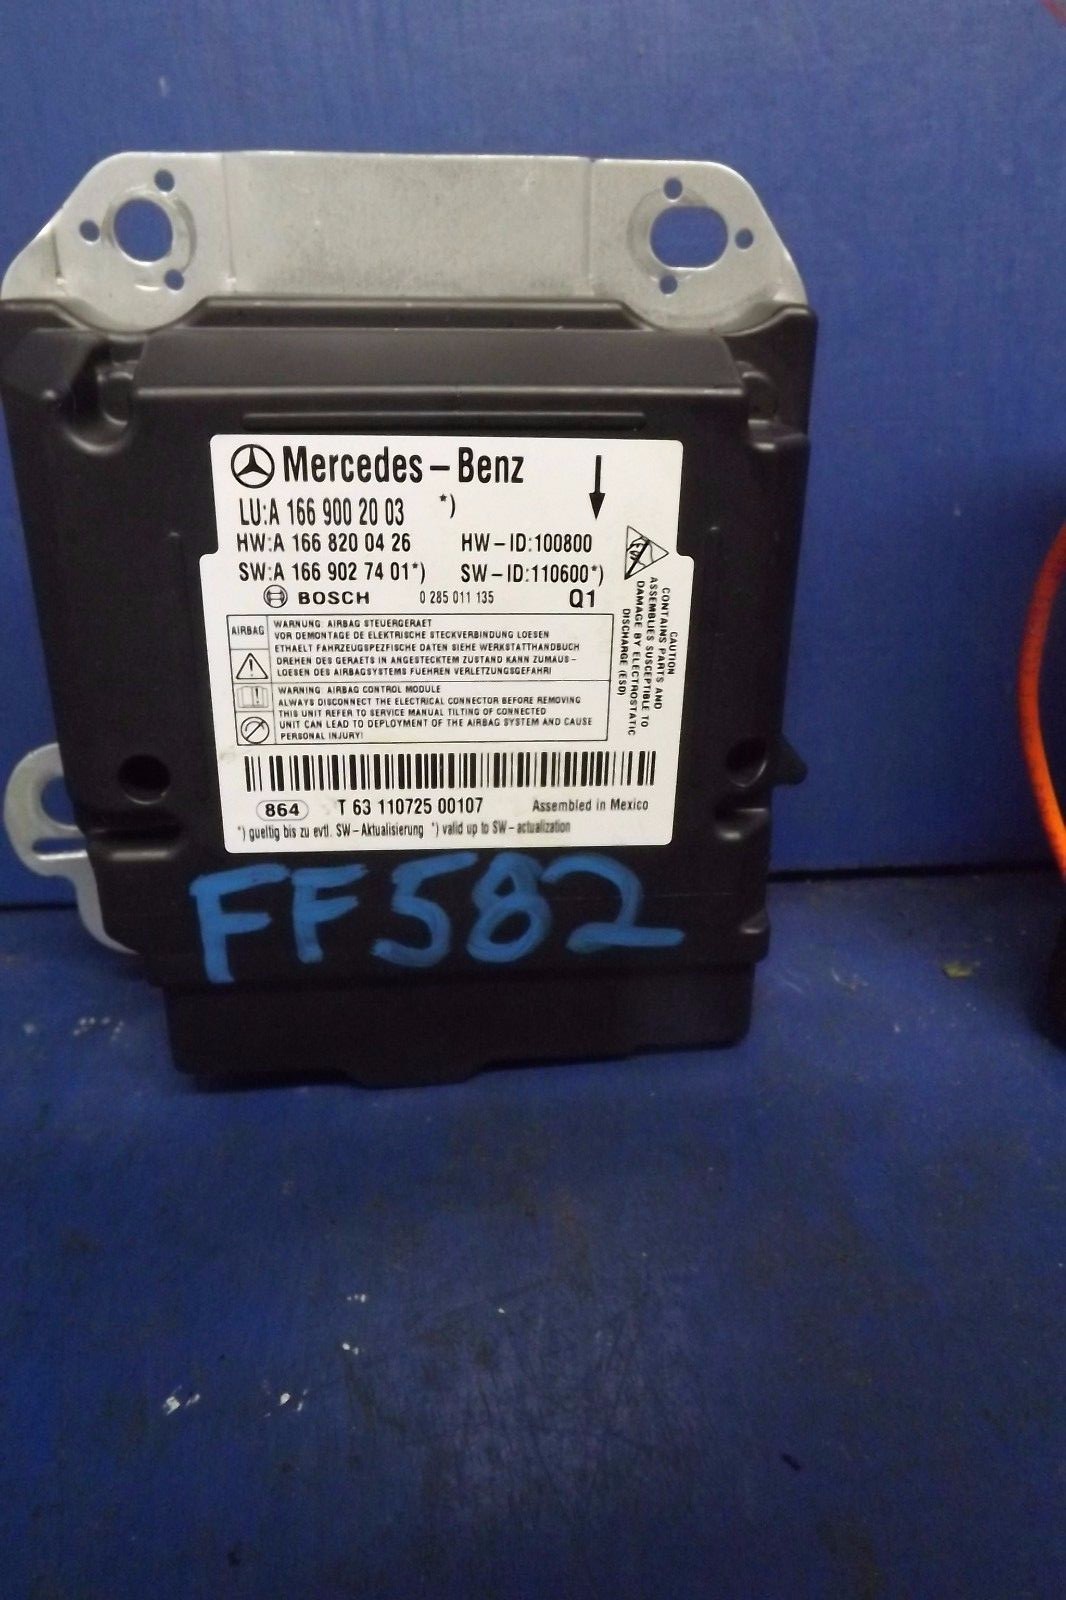 Mercedes-Benz
LU:A 166 900 20 03 *)
HW:A 166 820 04 26 HW-ID:100800
SW:A 166 902 74 01*) SW-ID:110600*)
BOSCH 0 285 011 135 Q1
AIRBAG
WARNUNG: AIRBAG STEUERGERAET
VOR DEMONTAGE DE ELEKTRISCHE STECKVERBINDUNG LOESEN
ETHAELT FAHRZEUGSPEZFISCHE DATEN SIEHE WERKSTATTHANDBUCH
DREHEN DES GERAETS IN ANGESTECKTEM ZUSTAND KANN ZUMAUS-
LOESEN DES AIRBAGSYSTEMS FUEHREN VERLETZUNGSGEFAHR!
WARNING: AIRBAG CONTROL MODULE
ALWAYS DISCONNECT THE ELECTRICAL CONNECTOR BEFORE REMOVING
THIS UNIT REFER TO SERVICE MANUAL TILTING OF CONNECTED
UNIT CAN LEAD TO DEPLOYMENT OF THE AIRBAG SYSTEM AND CAUSE
PERSONAL INJURY!
CAUTION
CONTAINS PARTS AND
ASSEMBLIES SUSCEPTIBLE TO
DAMAGE BY ELECTROSTATIC
DISCHARGE (ESD)
864 T 63 110725 00107 Assembled in Mexico
*) gueltig bis zu evtl. SW-Aktualisierung *) valid up to SW-actualization
FF582